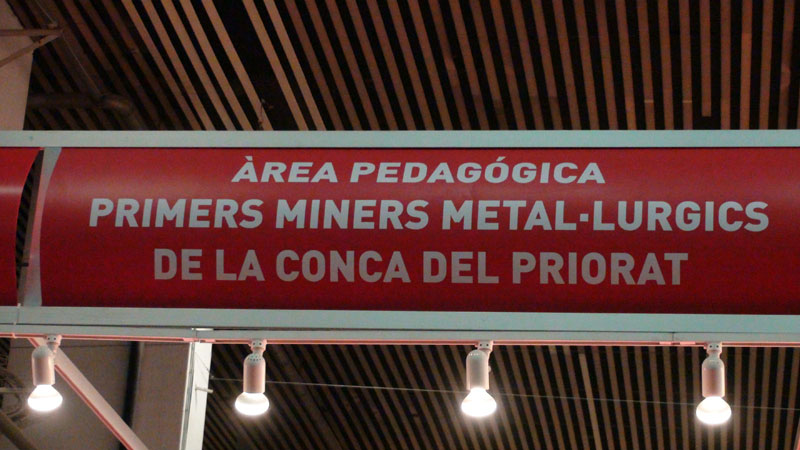 ÀREA PEDAGÓGICA
PRIMERS MINERS METAL·LURGICS
DE LA CONCA DEL PRIORAT